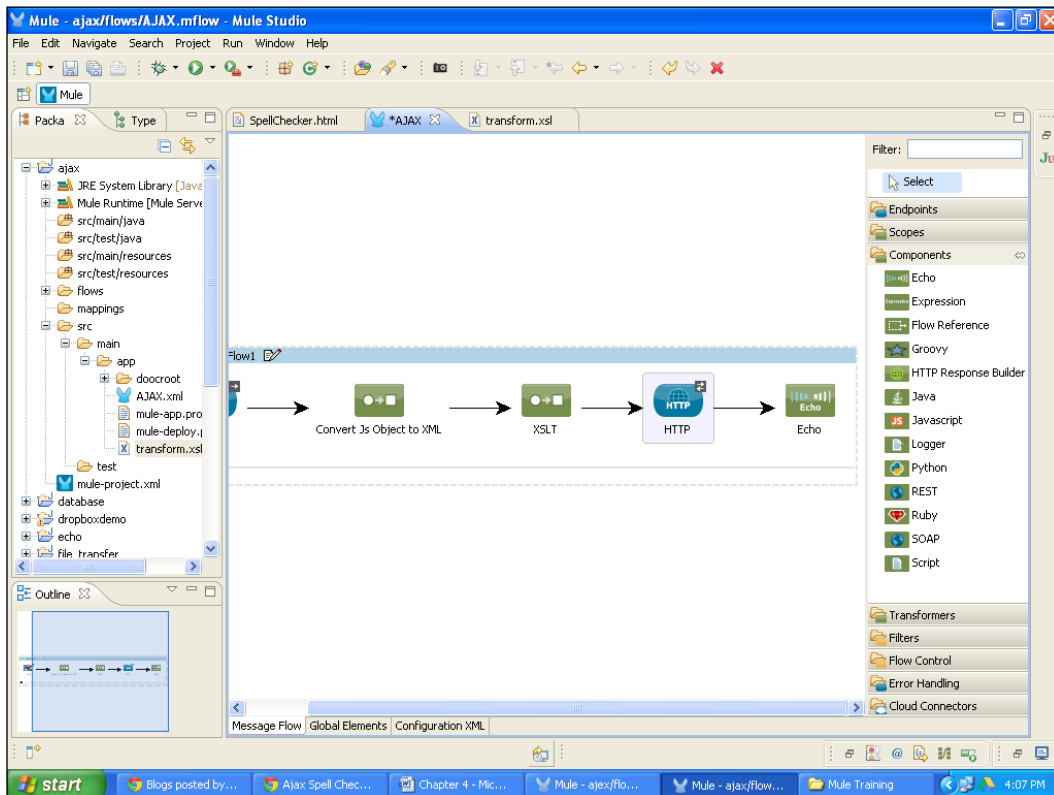 Mule - ajax/flows/AJAX.mflow - Mule Studio
File Edit Navigate Search Project Run Window Help
Mule
Packa
Type
SpellChecker.html
*AJAX
transform.xsl
ajax
JRE System Library [Java
Mule Runtime [Mule Serve
src/main/java
src/test/java
src/main/resources
src/test/resources
flows
mappings
src
main
app
doocroot
AJAX.xml
mule-app.pro
mule-deploy.p
transform.xsl
test
mule-project.xml
database
dropboxdemo
echo
file_transfer
Outline
Flow1
Convert Js Object to XML
XSLT
HTTP
HTTP
Echo
Echo
Message Flow
Global Elements
Configuration XML
Filter:
Select
Endpoints
Scopes
Components
Echo
Expression
Flow Reference
Groovy
HTTP Response Builder
Java
JS Javascript
Logger
Python
REST
Ruby
SOAP
Script
Transformers
Filters
Flow Control
Error Handling
Cloud Connectors
Ju
start
Blogs posted by...
Ajax Spell Chec...
Chapter 4 - Mic...
Mule - ajex/flo...
Mule - ajax/flow...
Mule Training
4:07 PM